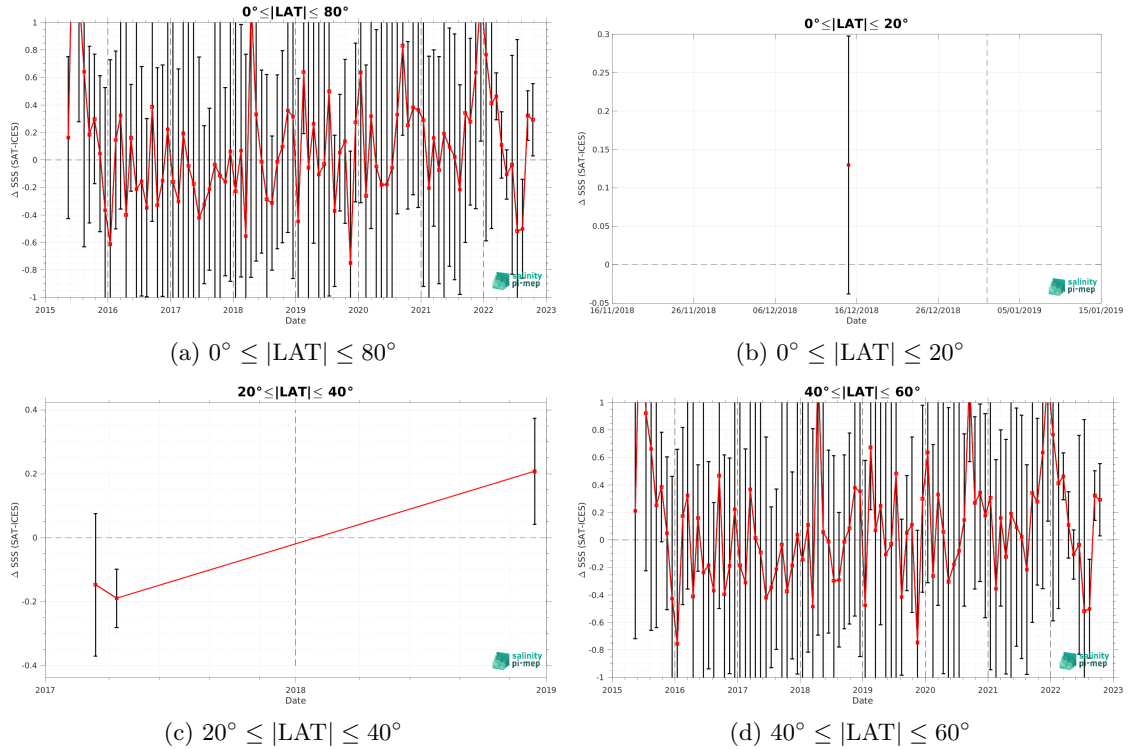 0°≤|LAT|≤ 80°
Δ SSS (SAT-ICES)
1
0.8
0.6
0.4
0.2
0
-0.2
-0.4
-0.6
-0.8
-1
2015 2016 2017 2018 2019 2020 2021 2022 2023
Date
salinity
pi-mep
(a) 0° ≤ |LAT| ≤ 80°
0°≤|LAT|≤ 20°
Δ SSS (SAT-ICES)
0.3
0.25
0.2
0.15
0.1
0.05
0
-0.05
16/11/2018 26/11/2018 06/12/2018 16/12/2018 26/12/2018 05/01/2019 15/01/2019
Date
salinity
pi-mep
(b) 0° ≤ |LAT| ≤ 20°
20°≤|LAT|≤ 40°
Δ SSS (SAT-ICES)
0.4
0.2
0
-0.2
-0.4
2017 2018 2019
Date
salinity
pi-mep
(c) 20° ≤ |LAT| ≤ 40°
40°≤|LAT|≤ 60°
Δ SSS (SAT-ICES)
1
0.8
0.6
0.4
0.2
0
-0.2
-0.4
-0.6
-0.8
-1
2015 2016 2017 2018 2019 2020 2021 2022 2023
Date
salinity
pi-mep
(d) 40° ≤ |LAT| ≤ 60°